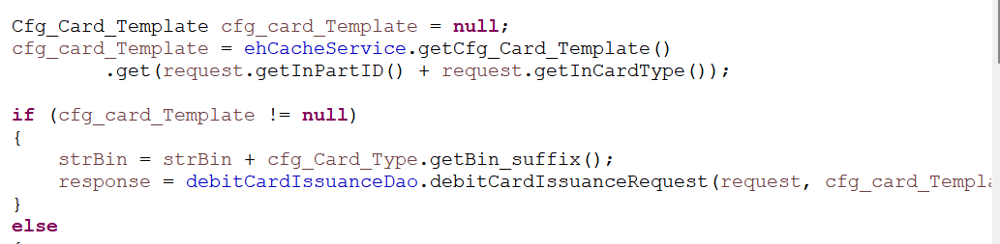 Cfg_Card_Template cfg_card_Template = null;
cfg_card_Template = ehCacheService.getCfg_Card_Template()
.get(request.getInPartID() + request.getInCardType());
if (cfg_card_Template != null)
{
strBin = strBin + cfg_Card_Type.getBin_suffix();
response = debitCardIssuanceDao.debitCardIssuanceRequest(request, cfg_card_Templa
}
else